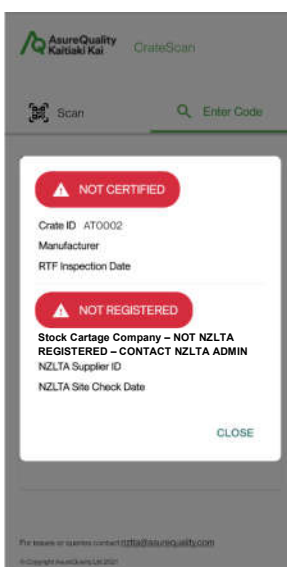 AsureQuality
Kaitiaki Kai
CrateScan
Scan
Enter Code
NOT CERTIFIED
Crate ID AT0002
Manufacturer
RTF Inspection Date
NOT REGISTERED
Stock Cartage Company – NOT NZLTA
REGISTERED – CONTACT NZLTA ADMIN
NZLTA Supplier ID
NZLTA Site Check Date
CLOSE
For issues or queries contact nzlta@asurequality.com
© Copyright AsureQuality Ltd 2021